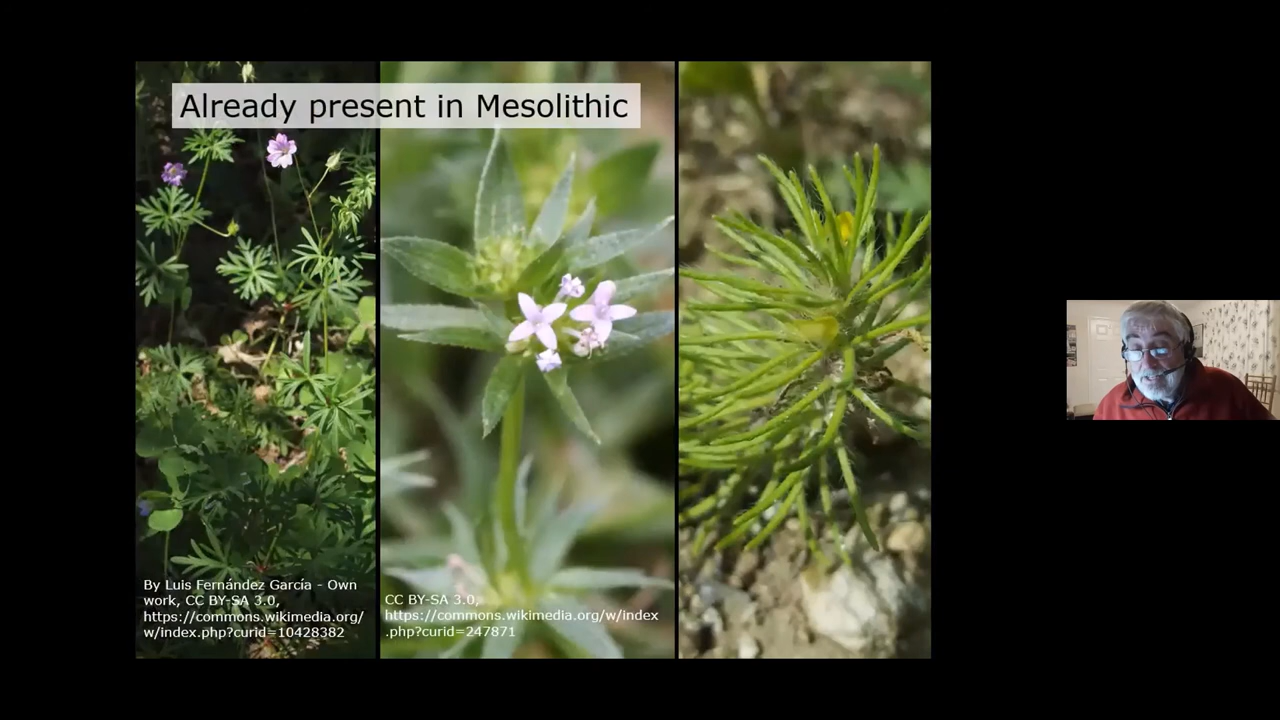 Already present in Mesolithic
By Luis Fernández García - Own
work, CC BY-SA 3.0,
https://commons.wikimedia.org/
w/index.php?curid=10428382
CC BY-SA 3.0,
https://commons.wikimedia.org/w/index
.php?curid=247871